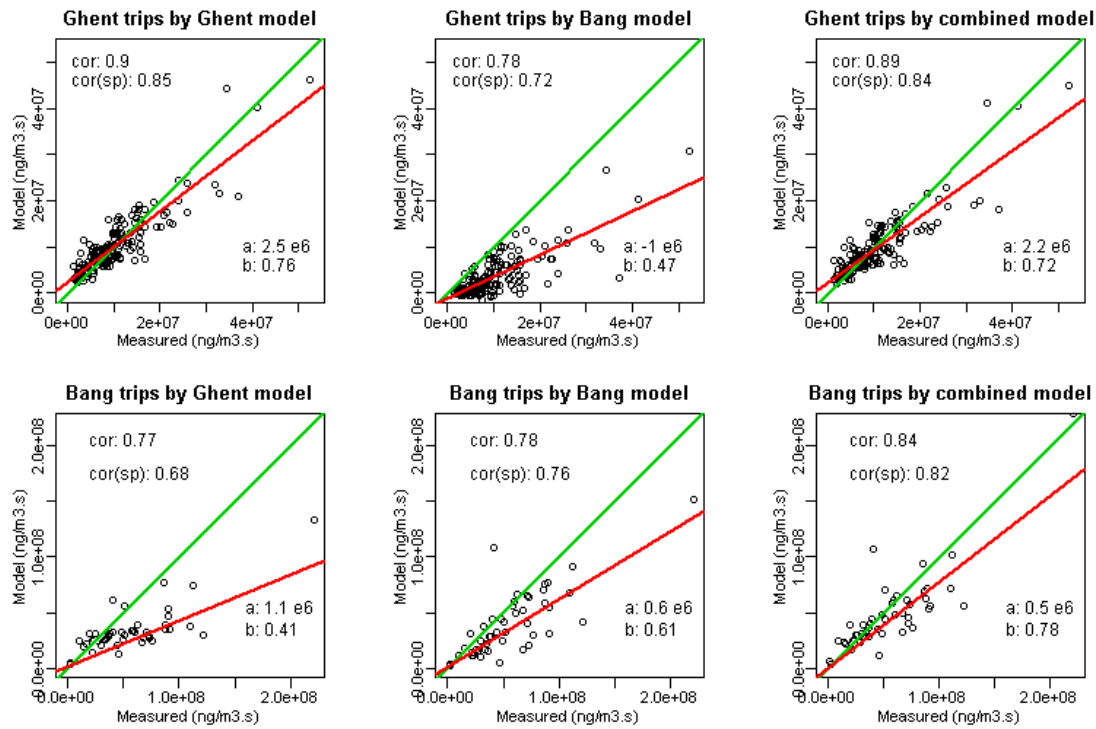 Ghent trips by Ghent model
cor: 0.9
cor(sp): 0.85
a: 2.5 e6
b: 0.76
Model (ng/m3.s)
0e+00 2e+07 4e+07
0e+00 2e+07 4e+07
Measured (ng/m3.s)
Ghent trips by Bang model
cor: 0.78
cor(sp): 0.72
a: -1 e6
b: 0.47
Model (ng/m3.s)
0e+00 2e+07 4e+07
0e+00 2e+07 4e+07
Measured (ng/m3.s)
Ghent trips by combined model
cor: 0.89
cor(sp): 0.84
a: 2.2 e6
b: 0.72
Model (ng/m3.s)
0e+00 2e+07 4e+07
0e+00 2e+07 4e+07
Measured (ng/m3.s)
Bang trips by Ghent model
cor: 0.77
cor(sp): 0.68
a: 1.1 e6
b: 0.41
Model (ng/m3.s)
0.0e+00 1.0e+08 2.0e+08
0.0e+00 1.0e+08 2.0e+08
Measured (ng/m3.s)
Bang trips by Bang model
cor: 0.78
cor(sp): 0.76
a: 0.6 e6
b: 0.61
Model (ng/m3.s)
0.0e+00 1.0e+08 2.0e+08
0.0e+00 1.0e+08 2.0e+08
Measured (ng/m3.s)
Bang trips by combined model
cor: 0.84
cor(sp): 0.82
a: 0.5 e6
b: 0.78
Model (ng/m3.s)
0.0e+00 1.0e+08 2.0e+08
0.0e+00 1.0e+08 2.0e+08
Measured (ng/m3.s)